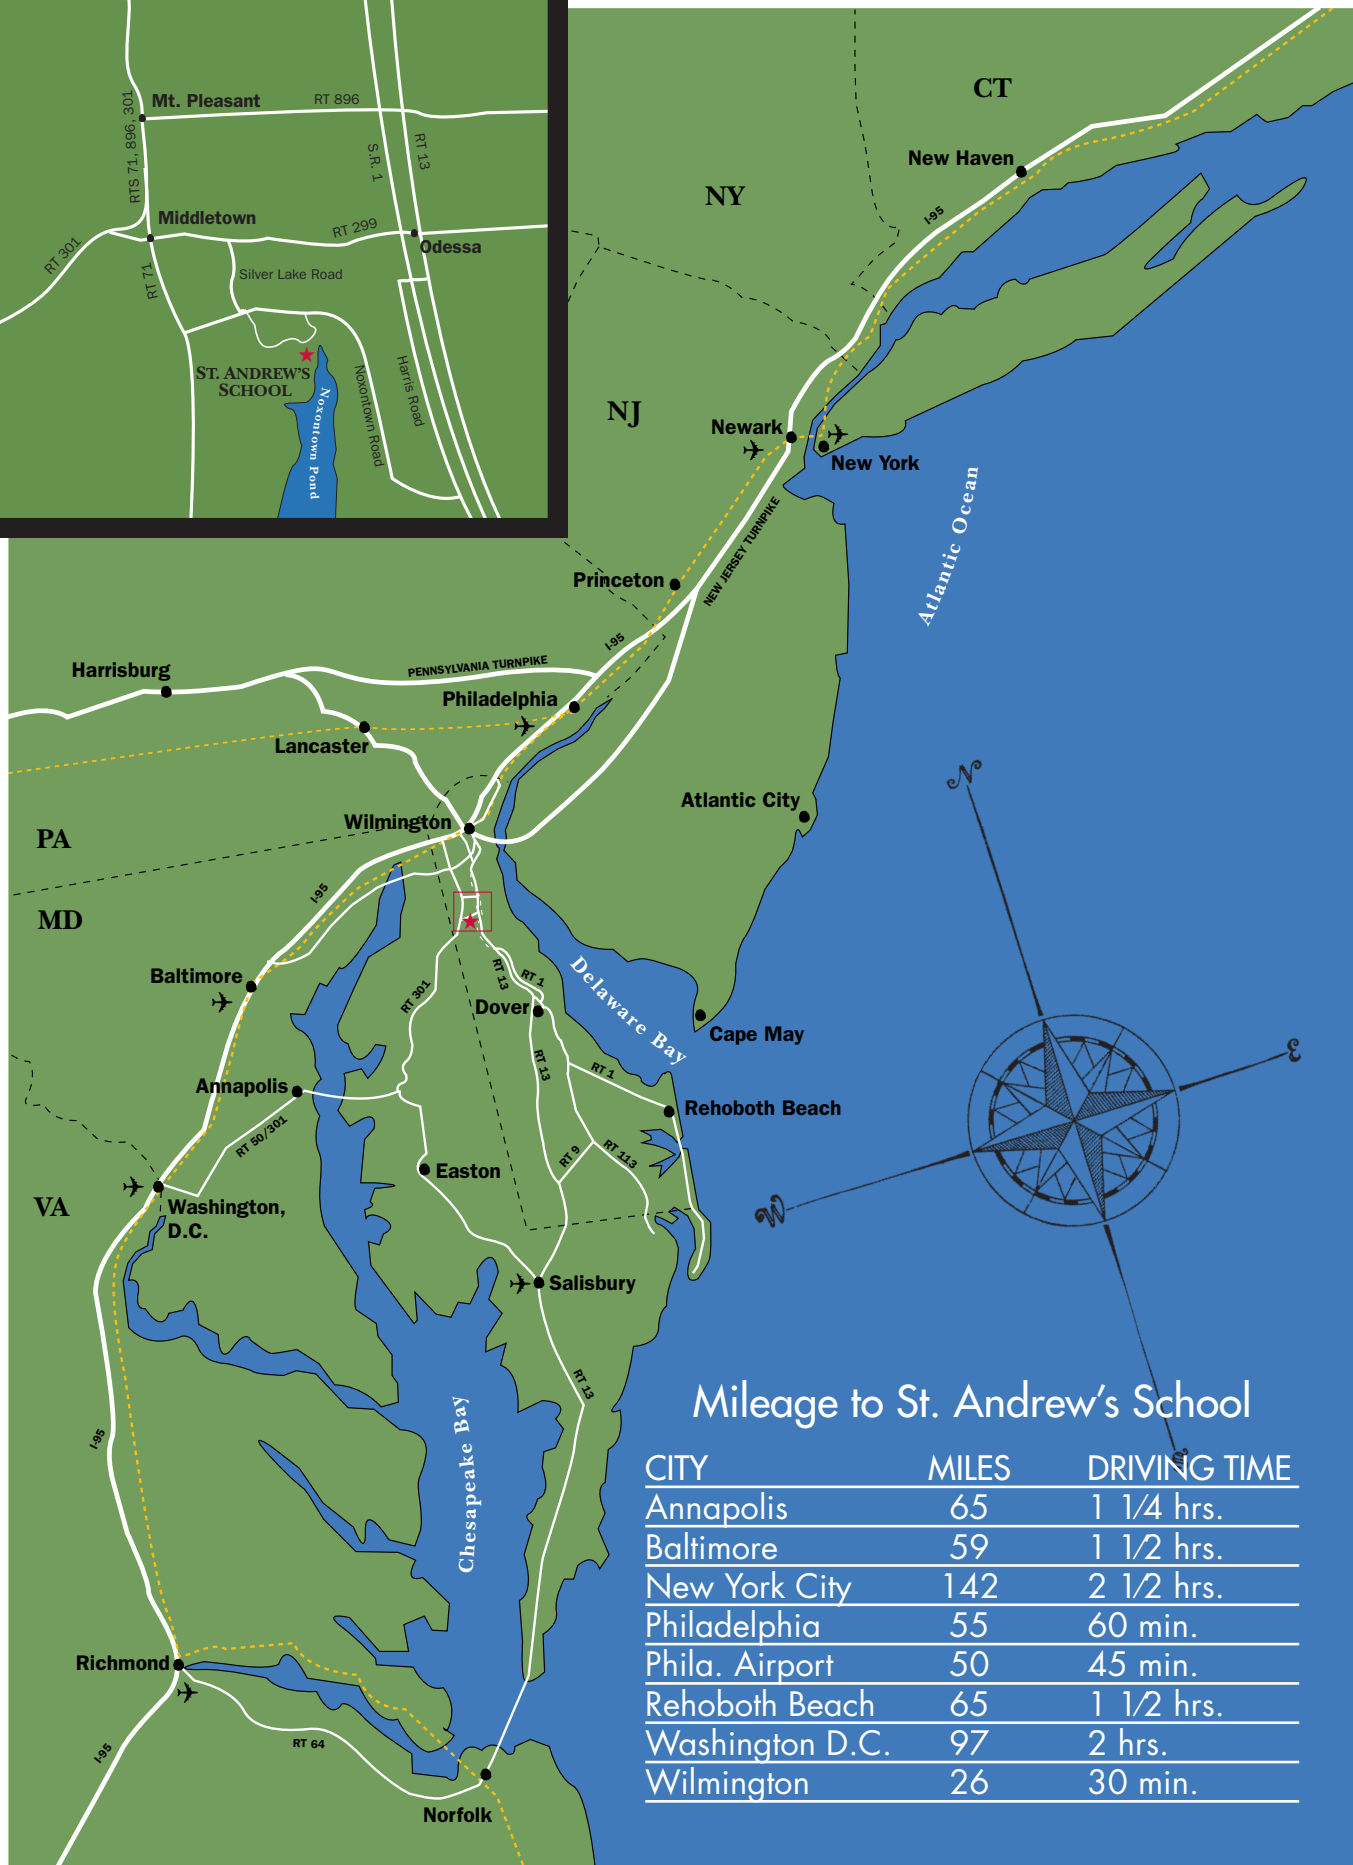 Mt. Pleasant
RT 896
RTS 71, 896, 301
S.R. 1
RT 13
Middletown
RT 299
Odessa
RT 301
RT 71
Silver Lake Road
ST. ANDREW'S
SCHOOL
Noxontown Pond
Noxontown Road
Harris Road
CT
New Haven
I-95
NY
NJ
Newark
New York
Atlantic Ocean
NEW JERSEY TURNPIKE
Princeton
I-95
Harrisburg
PENNSYLVANIA TURNPIKE
Philadelphia
Lancaster
Atlantic City
Wilmington
PA
MD
I-95
Baltimore
RT 301
RT 13
RT 1
Dover
Delaware Bay
Cape May
RT 13
RT 1
Annapolis
Rehoboth Beach
RT 50/301
RT 9
RT 113
Easton
VA
Washington,
D.C.
Salisbury
N
E
W
S
RT 13
I-95
Chesapeake Bay
Richmond
RT 64
I-95
Norfolk
Mileage to St. Andrew's School
CITY MILES DRIVING TIME
Annapolis 65 1 1/4 hrs.
Baltimore 59 1 1/2 hrs.
New York City 142 2 1/2 hrs.
Philadelphia 55 60 min.
Phila. Airport 50 45 min.
Rehoboth Beach 65 1 1/2 hrs.
Washington D.C. 97 2 hrs.
Wilmington 26 30 min.